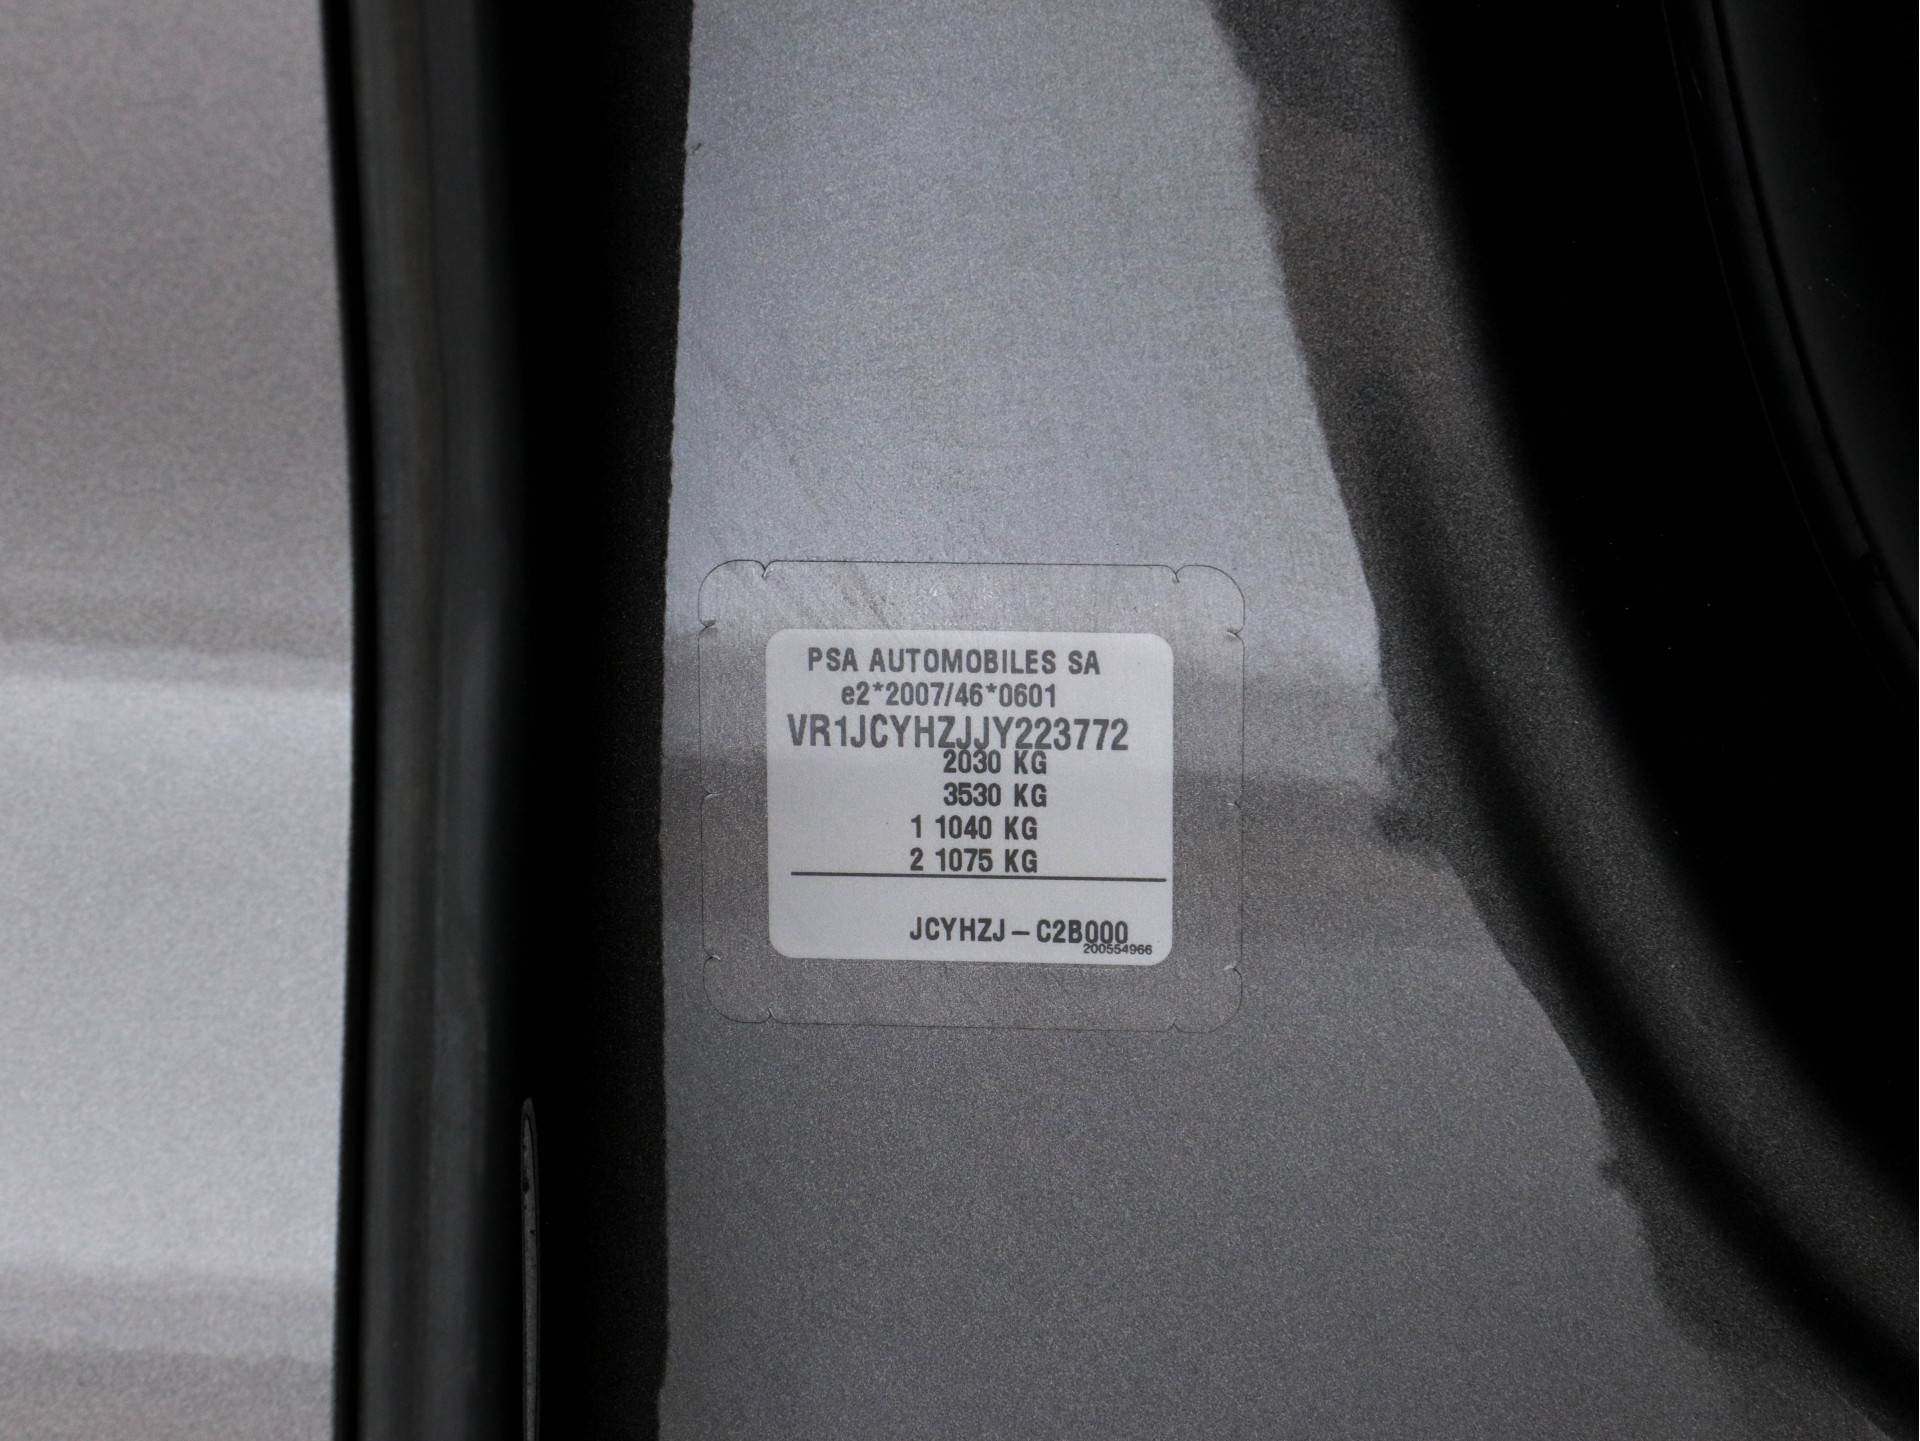 PSA AUTOMOBILES SA
e2*2007/46*0601
VR1JCYHZJJY223772
2030 KG
3530 KG
1 1040 KG
2 1075 KG
JCYHZJ – C2B000
200554966